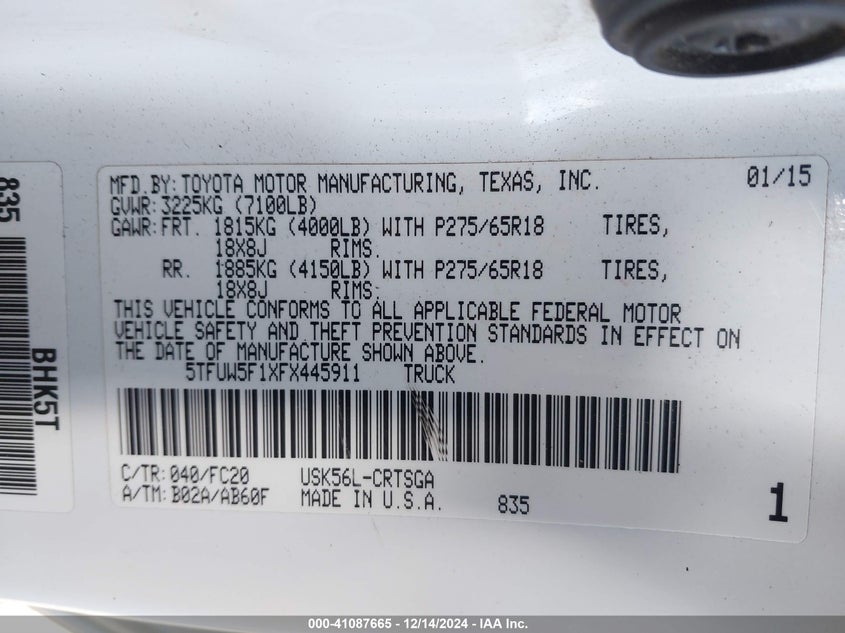 MFD.BY:TOYOTA MOTOR MANUFACTURING, TEXAS, INC. 01/15
GVWR:3225KG (7100LB)
GAWR:FRT. 1815KG (4000LB) WITH P275/65R18 TIRES,
18X8J RIMS.
RR. 1885KG (4150LB) WITH P275/65R18 TIRES,
18X8J RIMS.
THIS VEHICLE CONFORMS TO ALL APPLICABLE FEDERAL MOTOR
VEHICLE SAFETY AND THEFT PREVENTION STANDARDS IN EFFECT ON
THE DATE OF MANUFACTURE SHOWN ABOVE.
5TFUW5F1XFX445911 TRUCK
C/TR:040/FC20 USK56L-CRTSGA
A/TM:B02A/AB60F MADE IN U.S.A. 835 1
835
BHK5T
000-41087665 - 12/14/2024 - IAA Inc.